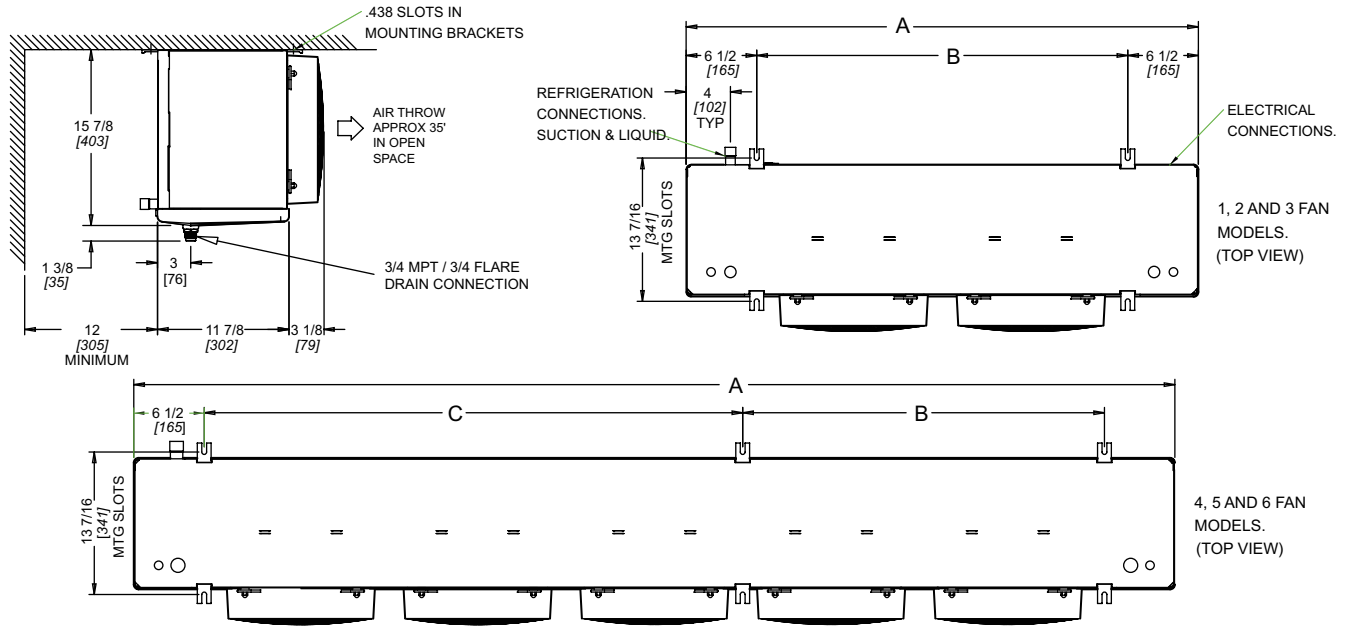 .438 SLOTS IN
MOUNTING BRACKETS
15 7/8
[403]
AIR THROW
APPROX 35'
IN OPEN
SPACE
1 3/8
[35]
3
[76]
3/4 MPT / 3/4 FLARE
DRAIN CONNECTION
12
[305]
MINIMUM
11 7/8
[302]
3 1/8
[79]
A
6 1/2
[165]
B
6 1/2
[165]
4
[102]
TYP
REFRIGERATION
CONNECTIONS.
SUCTION & LIQUID.
ELECTRICAL
CONNECTIONS.
13 7/16
[341]
MTG SLOTS
1, 2 AND 3 FAN
MODELS.
(TOP VIEW)
A
6 1/2
[165]
C
B
13 7/16
[341]
MTG SLOTS
4, 5 AND 6 FAN
MODELS.
(TOP VIEW)